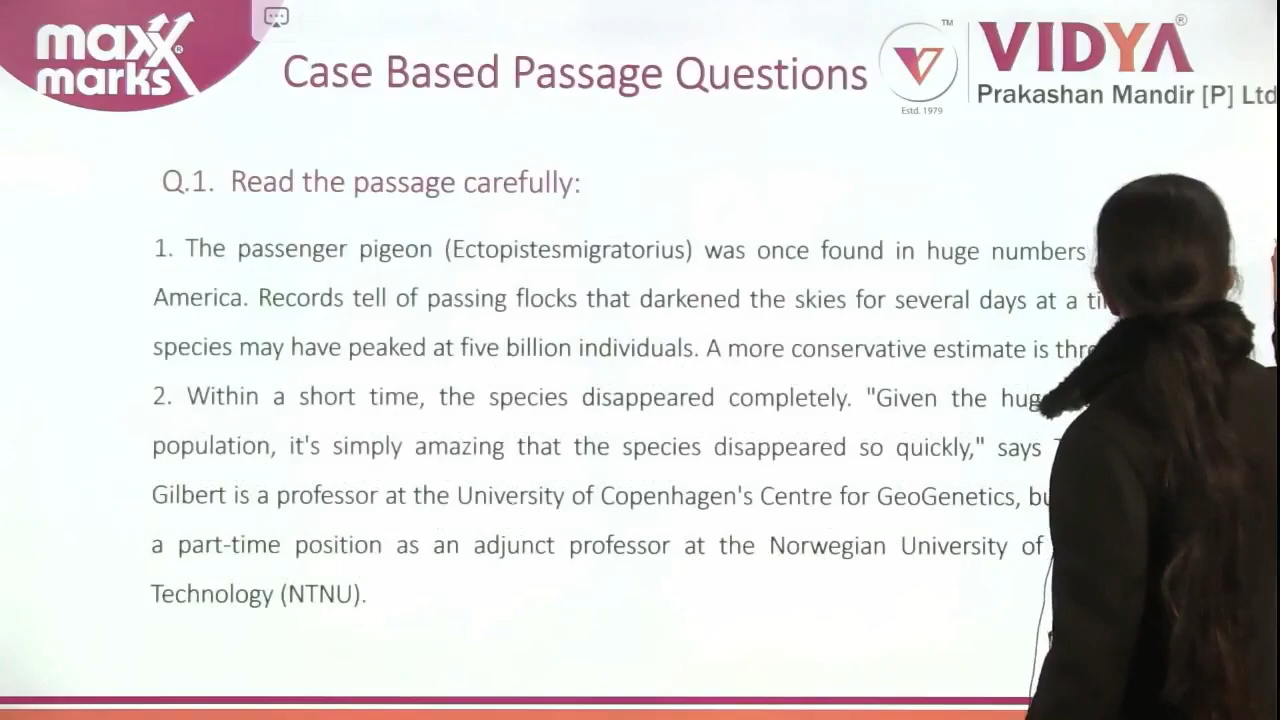 maxx marks®
Case Based Passage Questions
TM
VIDYA®
Prakashan Mandir [P] Ltd
Estd. 1979
Q.1. Read the passage carefully:
1. The passenger pigeon (Ectopistesmigratorius) was once found in huge numbers
America. Records tell of passing flocks that darkened the skies for several days at a
species may have peaked at five billion individuals. A more conservative estimate is
2. Within a short time, the species disappeared completely. "Given the
population, it's simply amazing that the species disappeared so quickly," says
Gilbert is a professor at the University of Copenhagen's Centre for GeoGenetics,
a part-time position as an adjunct professor at the Norwegian University of
Technology (NTNU).